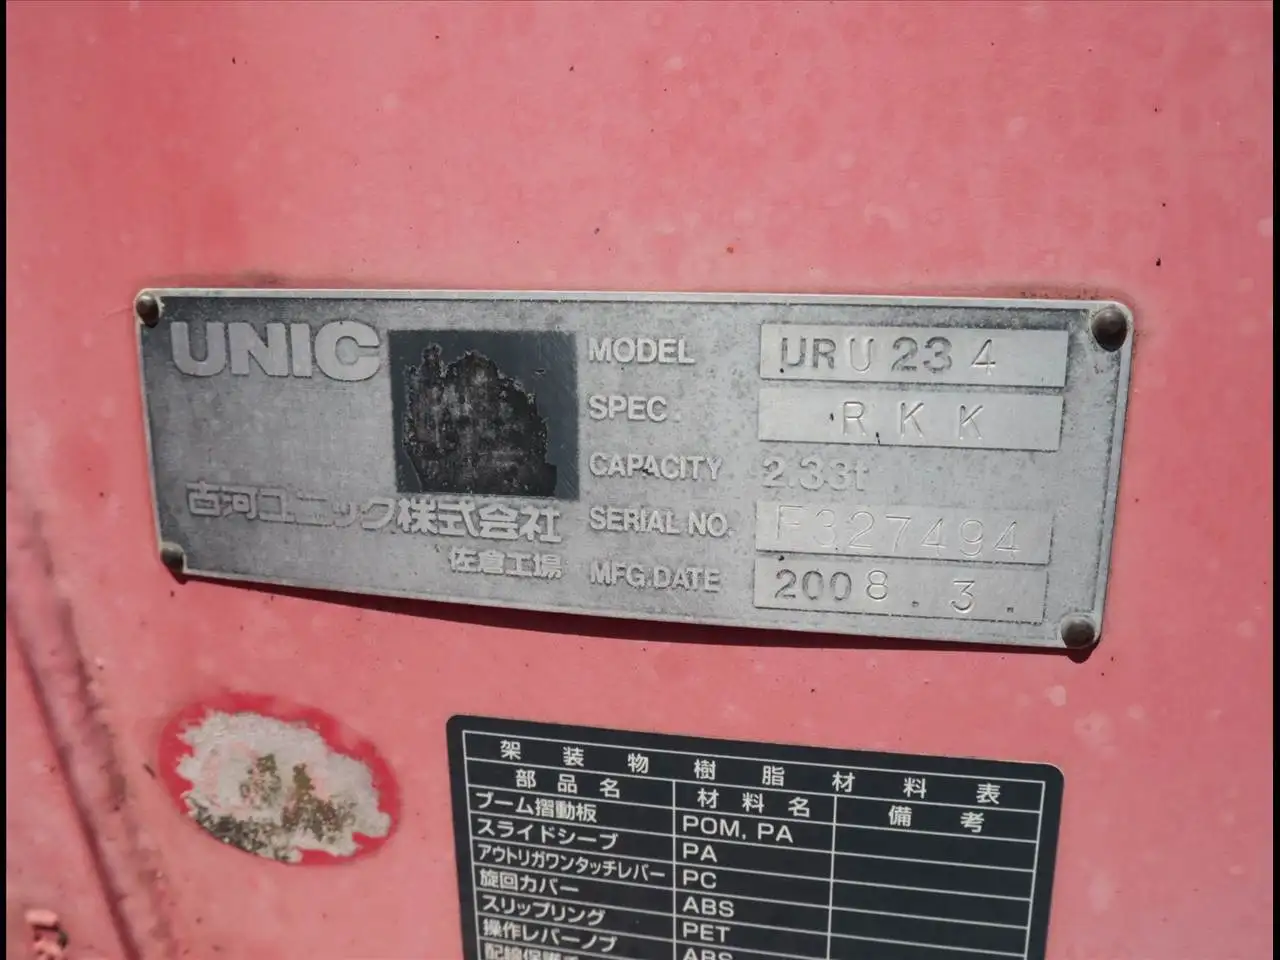 UNIC
古河ユニック株式会社
佐倉工場
MODEL URU234
SPEC. RKK
CAPACITY 2.33t
SERIAL NO. F327494
MFG.DATE 2008.3.
架装物樹脂材料表
部品名 材料名 備考
ブーム摺動板 POM, PA
スライドシーブ PA
アウトリガワンタッチレバー PC
旋回カバー ABS
スリップリング PET
操作レバーノブ ABS